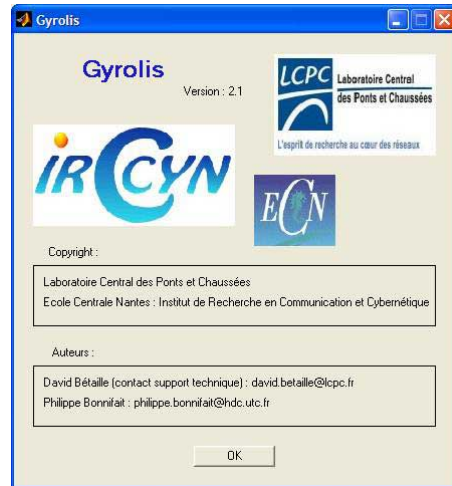 Gyrolis
Gyrolis
Version : 2.1
LCPC Laboratoire Central
des Ponts et Chaussées
L'esprit de recherche au cœur des réseaux
IRCCYN
ECN
Copyright :
Laboratoire Central des Ponts et Chaussées
Ecole Centrale Nantes : Institut de Recherche en Communication et Cybernétique
Auteurs :
David Bétaille (contact support technique) : david.betaille@lcpc.fr
Philippe Bonnifait : philippe.bonnifait@hdc.utc.fr
OK